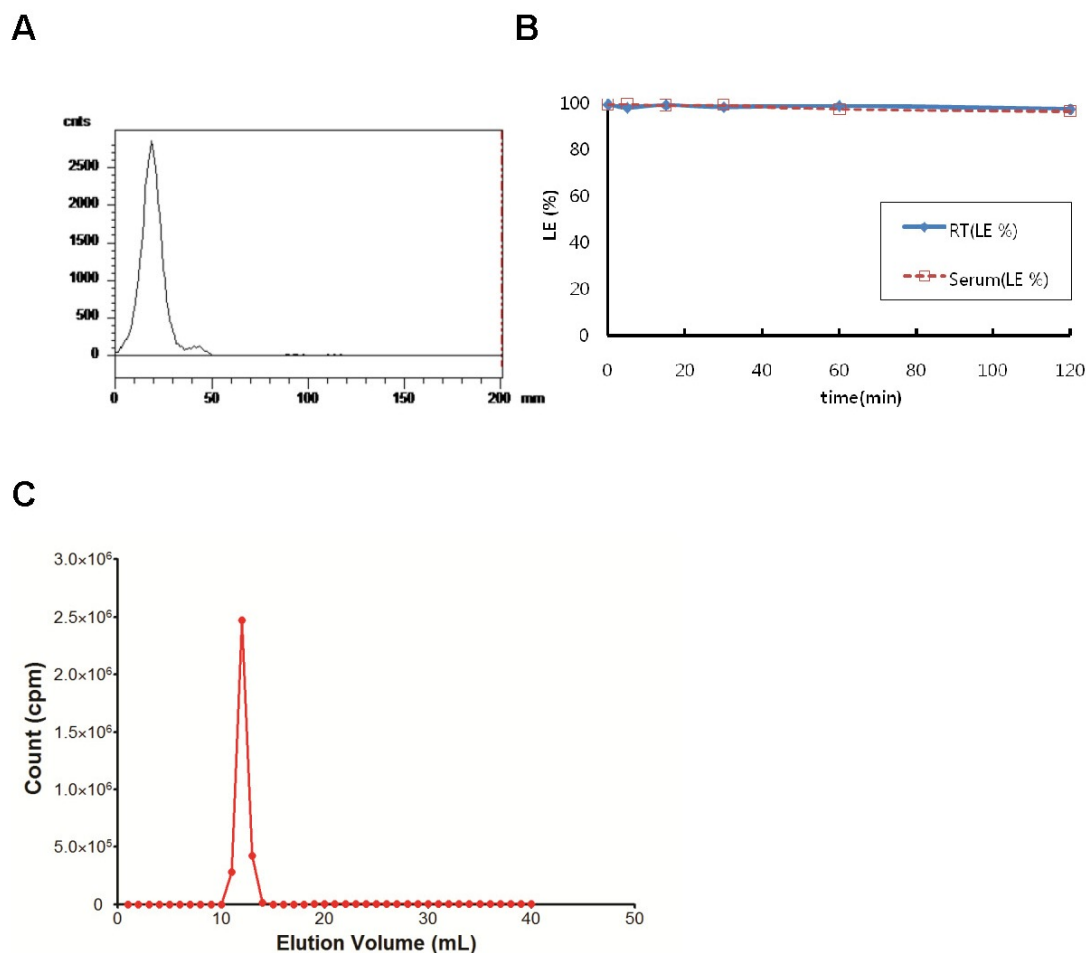 A
cnts
2500
2000
1500
1000
500
0
0 50 100 150 200 mm
B
LE (%)
100
80
60
40
20
0
RT(LE %)
Serum(LE %)
0 20 40 60 80 100 120
time(min)
C
Count (cpm)
3.0×10⁶
2.5×10⁶
2.0×10⁶
1.5×10⁶
1.0×10⁶
5.0×10⁵
0
0 10 20 30 40 50
Elution Volume (mL)